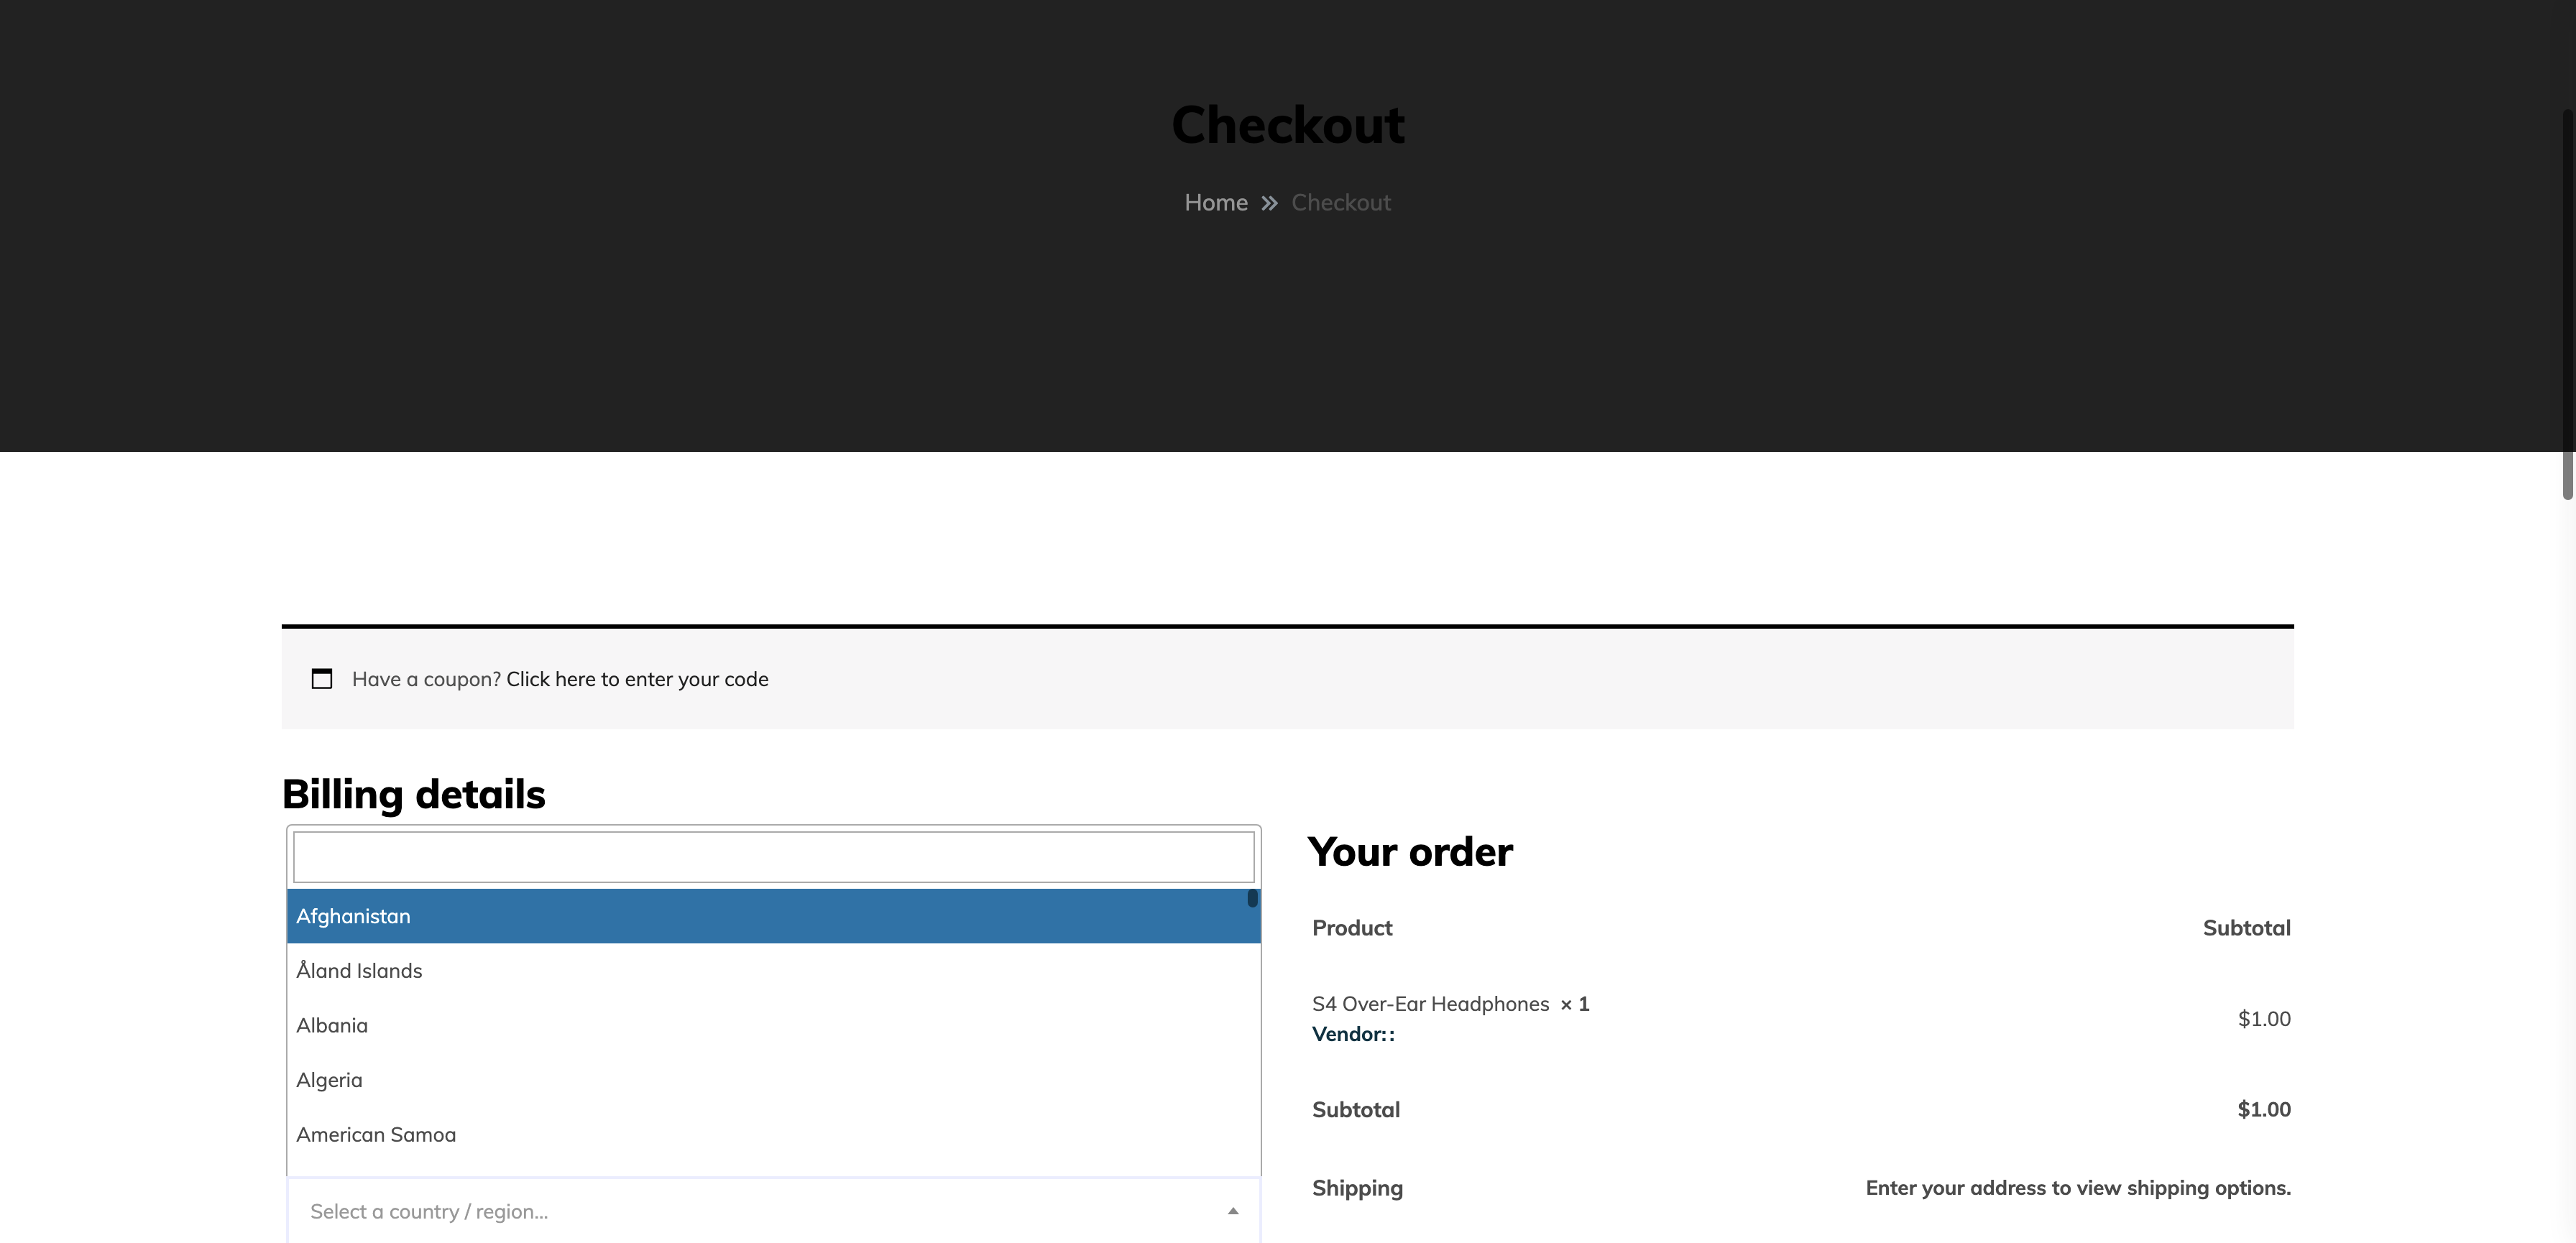 Checkout
Home » Checkout
Have a coupon? Click here to enter your code
Billing details
Afghanistan
Åland Islands
Albania
Algeria
American Samoa
Select a country / region...
Your order
Product Subtotal
S4 Over-Ear Headphones × 1
Vendor::
$1.00
Subtotal $1.00
Shipping Enter your address to view shipping options.